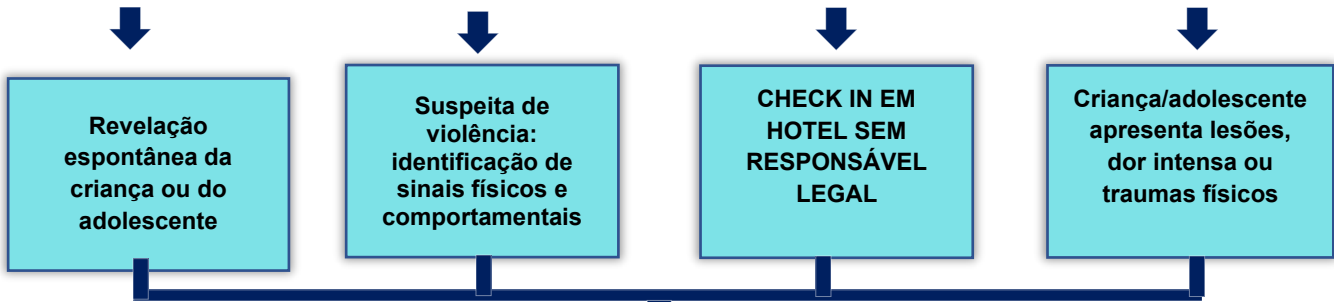 Revelação
espontânea da
criança ou do
adolescente
Suspeita de
violência:
identificação de
sinais físicos e
comportamentais
CHECK IN EM
HOTEL SEM
RESPONSÁVEL
LEGAL
Criança/adolescente
apresenta lesões,
dor intensa ou
traumas físicos